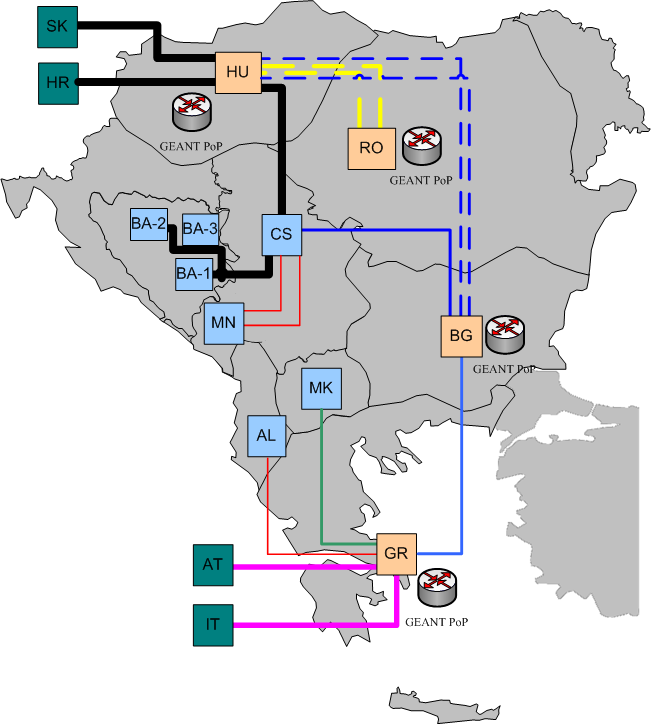 SK
HR
HU
GEANT PoP
RO
GEANT PoP
BA-2
BA-3
CS
BA-1
MN
BG
GEANT PoP
MK
AL
GR
AT
GEANT PoP
IT